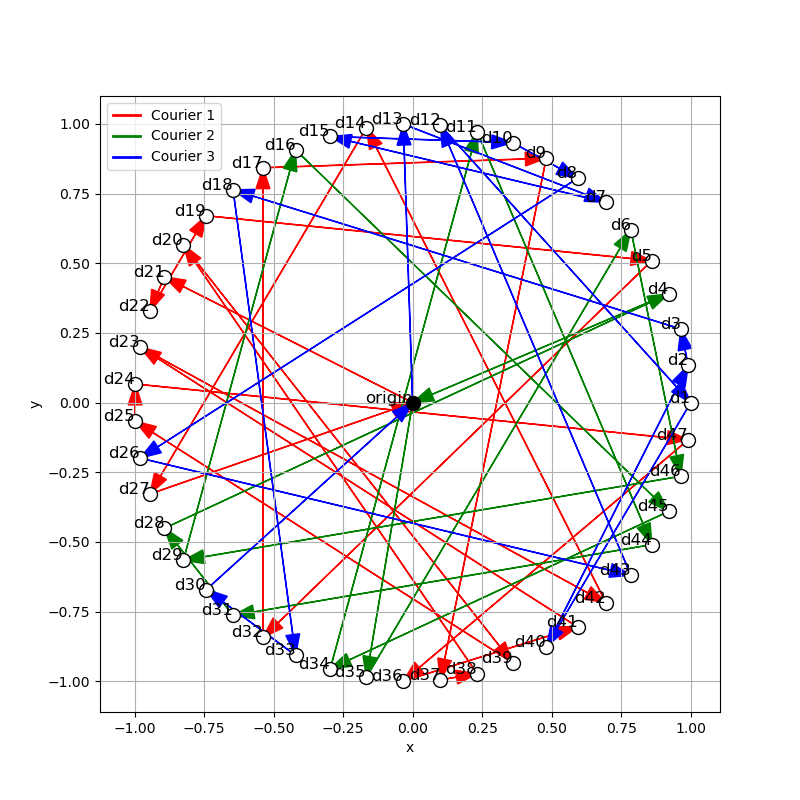 Courier 1
Courier 2
Courier 3
d13
d12
d14
d11
d15
d10
d16
d9
d17
d8
d18
d7
d19
d6
d20
d5
d21
d4
d22
d3
d23
d2
d24
origin
d1
d25
d47
d26
d46
d27
d45
d28
d44
d29
d43
d30
d42
d31
d41
d32
d40
d33
d39
d34
d38
d35
d36
d37
1.00
0.75
0.50
0.25
0.00
−0.25
−0.50
−0.75
−1.00
y
−1.00 −0.75 −0.50 −0.25 0.00 0.25 0.50 0.75 1.00
x